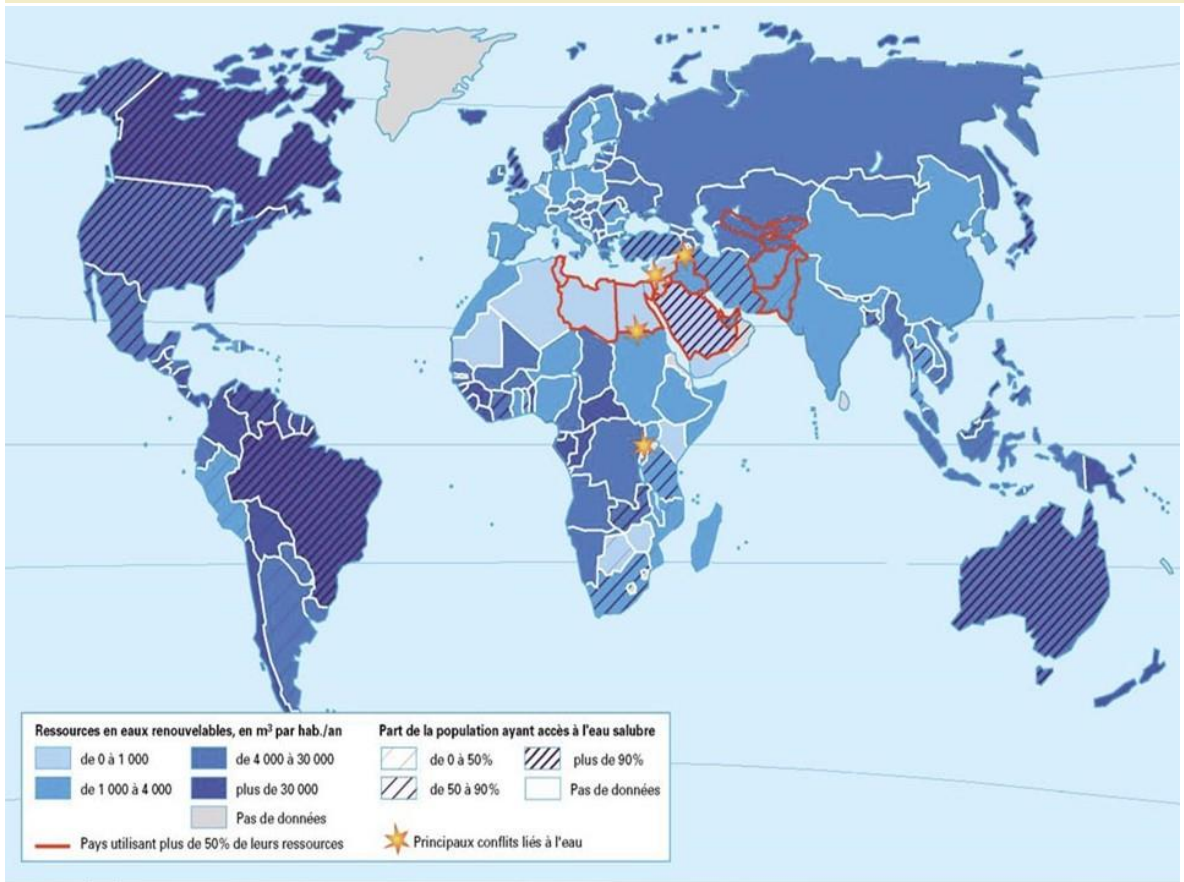 Ressources en eaux renouvelables, en m³ par hab./an
de 0 à 1 000
de 4 000 à 30 000
de 1 000 à 4 000
plus de 30 000
Pas de données
Pays utilisant plus de 50% de leurs ressources
Part de la population ayant accès à l'eau salubre
de 0 à 50%
plus de 90%
de 50 à 90%
Pas de données
Principaux conflits liés à l'eau